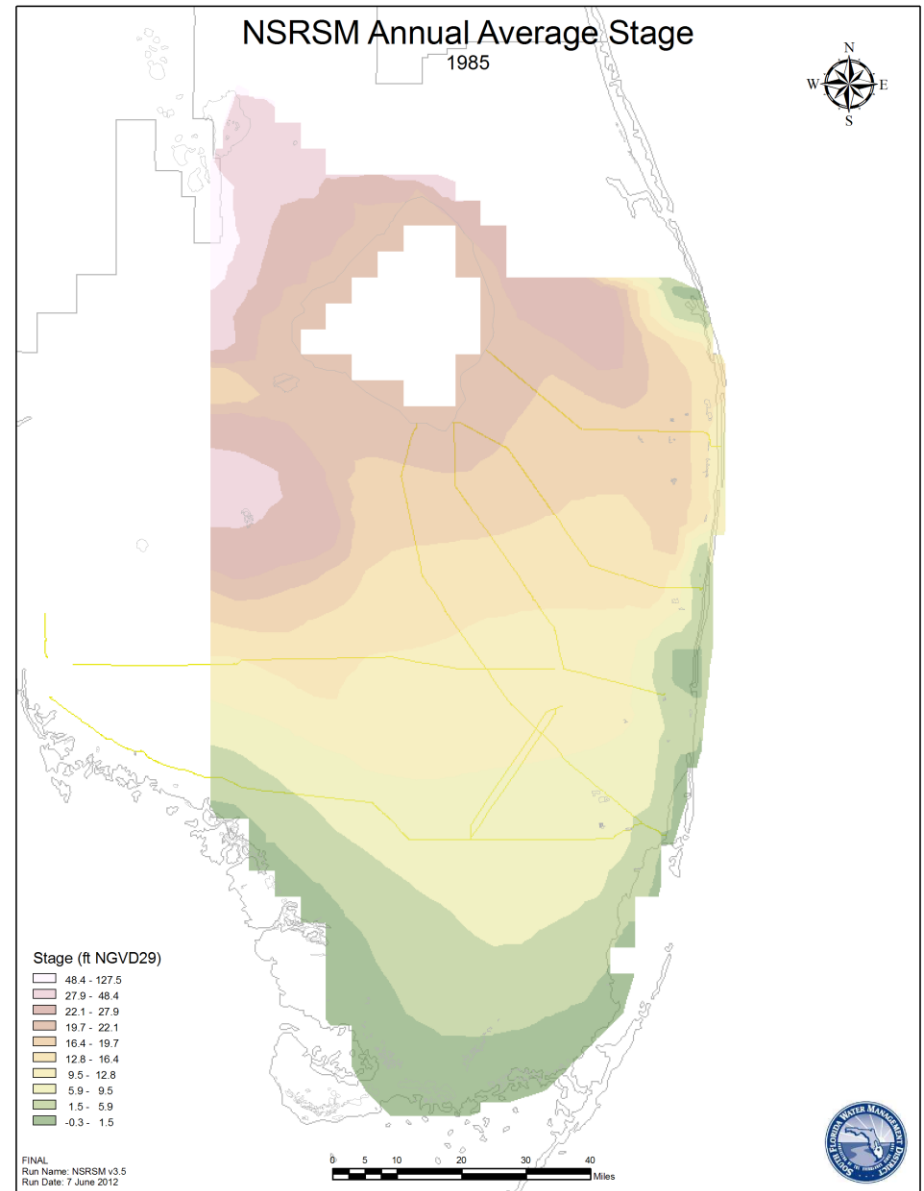 NSRSM Annual Average Stage
1985
N
W
E
S
Stage (ft NGVD29)
48.4 - 127.5
27.9 - 48.4
22.1 - 27.9
19.7 - 22.1
16.4 - 19.7
12.8 - 16.4
9.5 - 12.8
5.9 - 9.5
1.5 - 5.9
-0.3 - 1.5
FINAL
Run Name: NSRSM v3.5
Run Date: 7 June 2012
0 5 10 20 30 40
Miles
SOUTH FLORIDA WATER MANAGEMENT DISTRICT